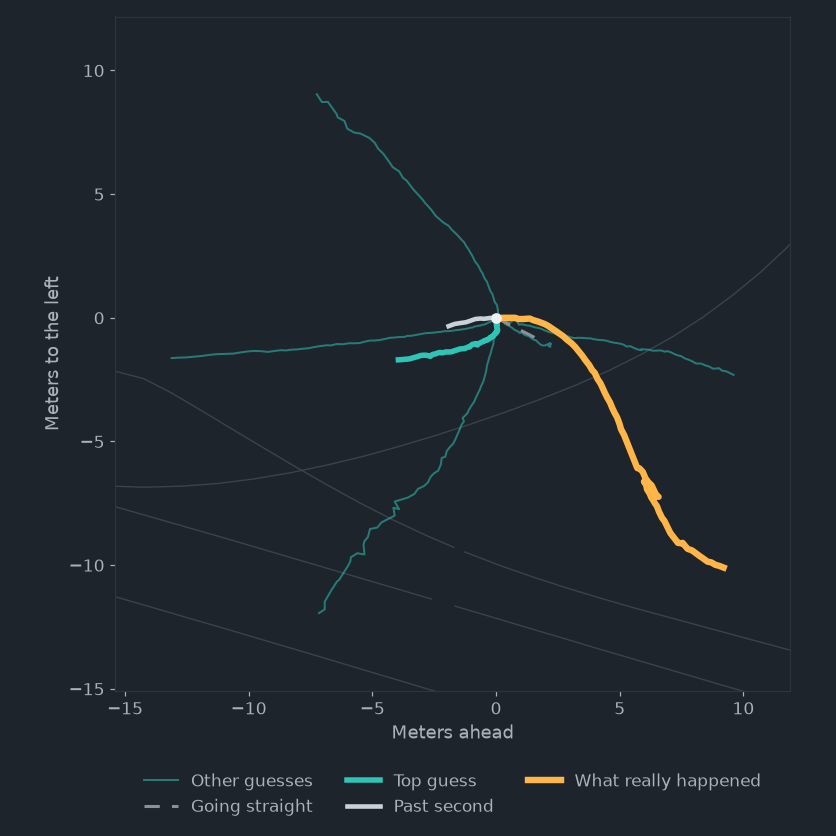 10
5
0
−5
−10
−15
Meters to the left
−15 −10 −5 0 5 10
Meters ahead
Other guesses Top guess What really happened
Going straight Past second